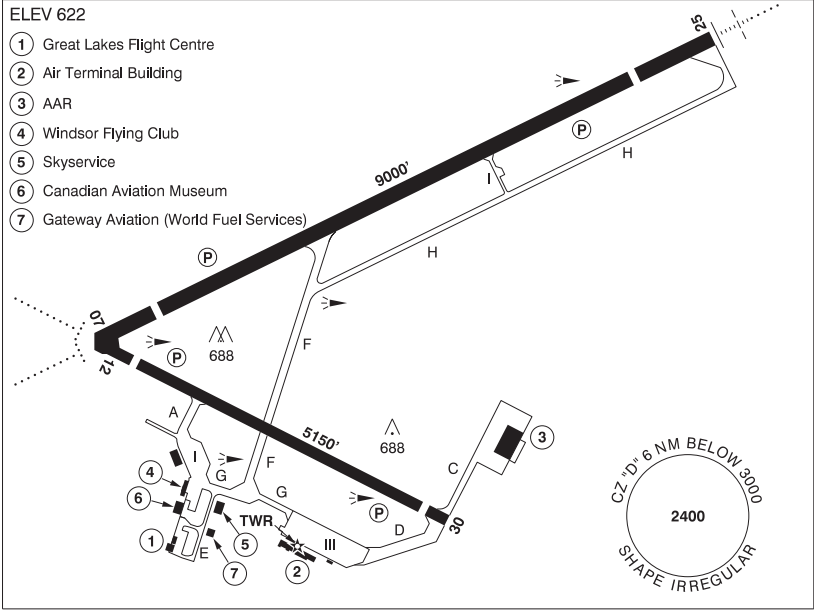 ELEV 622
1 Great Lakes Flight Centre
2 Air Terminal Building
3 AAR
4 Windsor Flying Club
5 Skyservice
6 Canadian Aviation Museum
7 Gateway Aviation (World Fuel Services)
25
P
H
I
9000'
H
P
07
F
688
P
12
A
5150'
688
3
I
F
C
G
4
G
6
P
D
30
TWR
III
1
E
5
2
7
CZ "D" 6 NM BELOW 3000
2400
SHAPE IRREGULAR